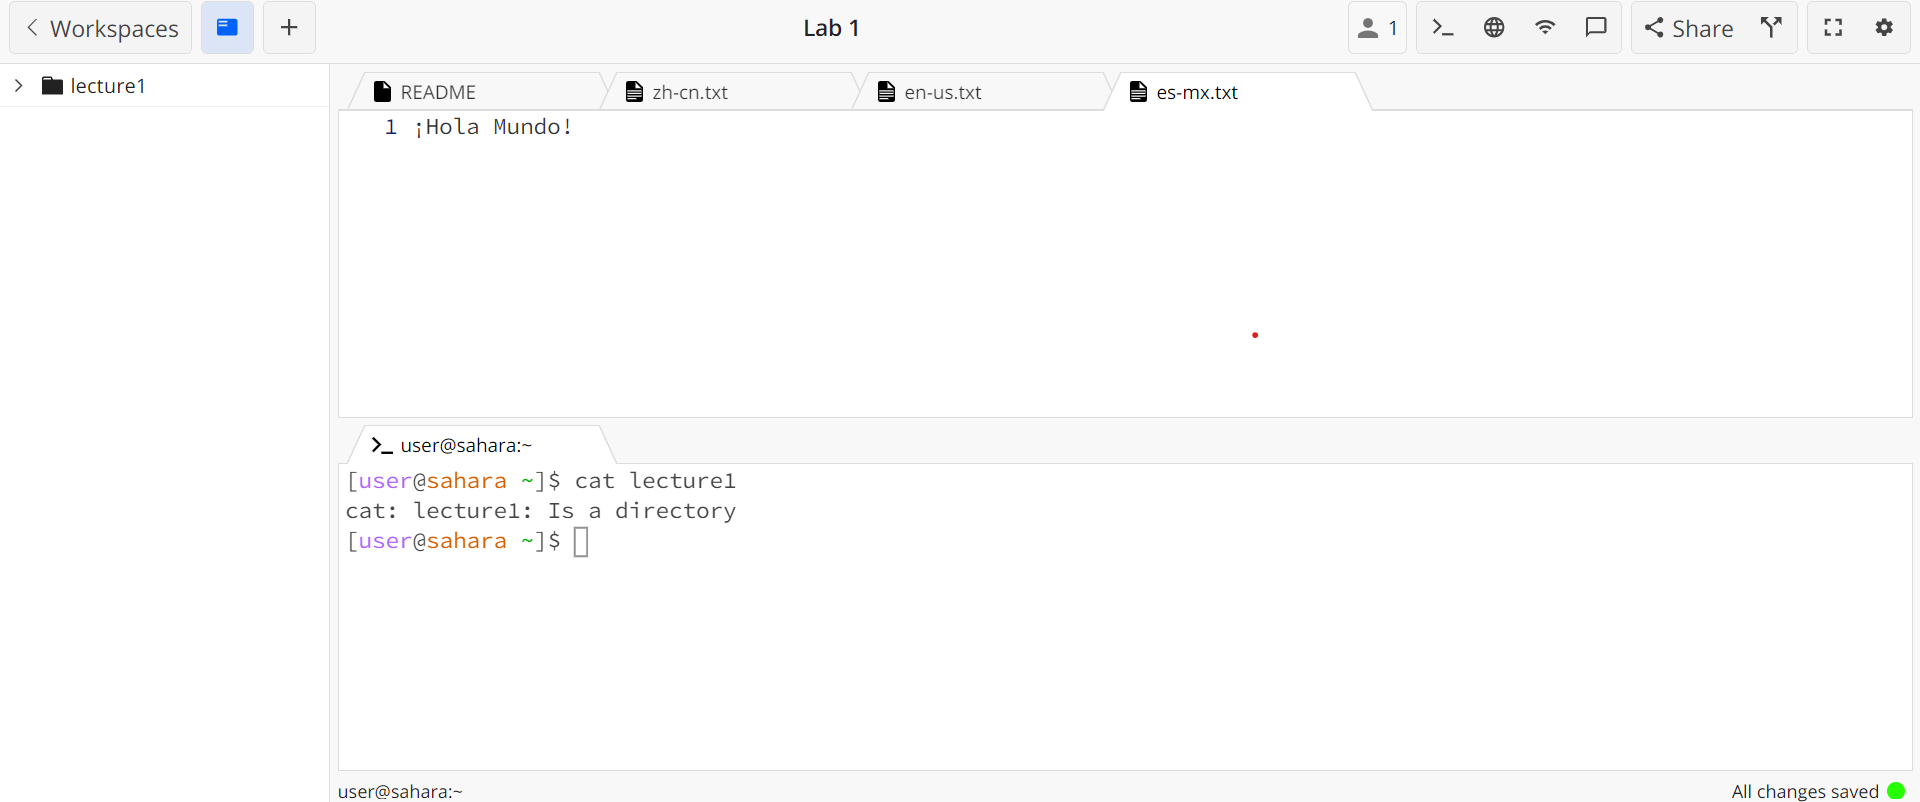 Workspaces
Lab 1
1
Share
lecture1
README
zh-cn.txt
en-us.txt
es-mx.txt
1 ¡Hola Mundo!
user@sahara:~
[user@sahara ~]$ cat lecture1
cat: lecture1: Is a directory
[user@sahara ~]$
user@sahara:~
All changes saved